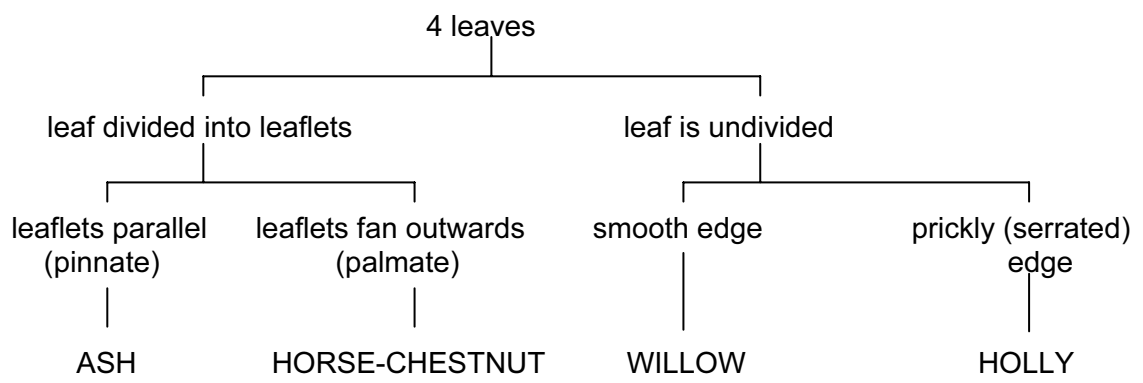 4 leaves
leaf divided into leaflets
leaf is undivided
leaflets parallel
(pinnate)
leaflets fan outwards
(palmate)
smooth edge
prickly (serrated)
edge
ASH
HORSE-CHESTNUT
WILLOW
HOLLY